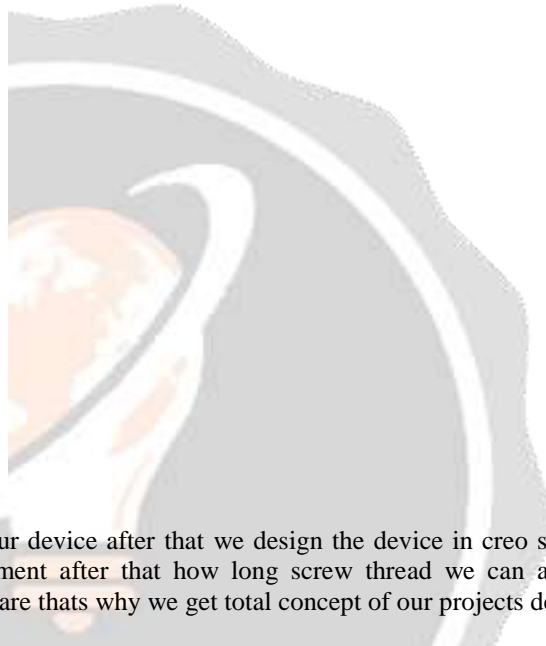 ur device after that we design the device in creo s
ment after that how long screw thread we can a
are thats why we get total concept of our projects de